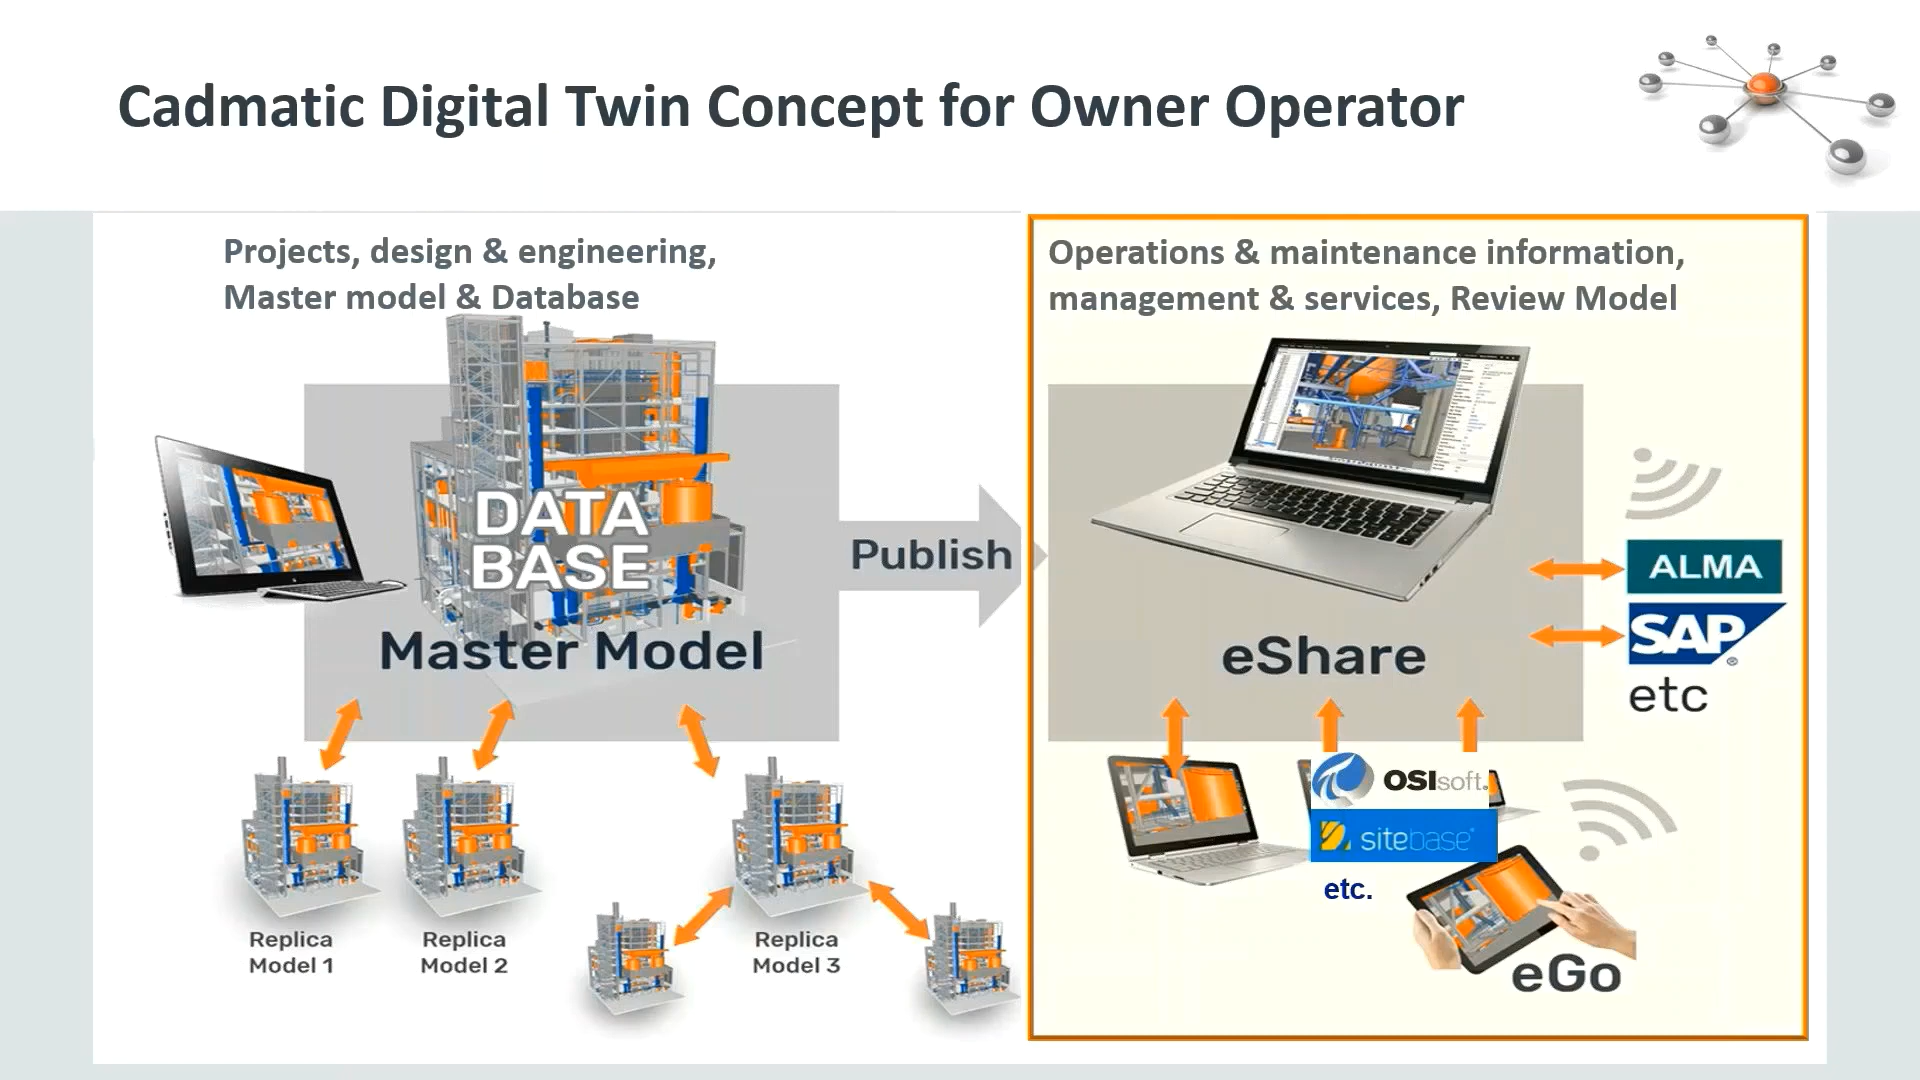 Cadmatic Digital Twin Concept for Owner Operator
Projects, design & engineering,
Master model & Database
DATA
BASE
Master Model
Publish
Replica
Model 1
Replica
Model 2
Replica
Model 3
Operations & maintenance information,
management & services, Review Model
eShare
ALMA
SAP®
etc
OSIsoft.
sitebase®
etc.
eGo